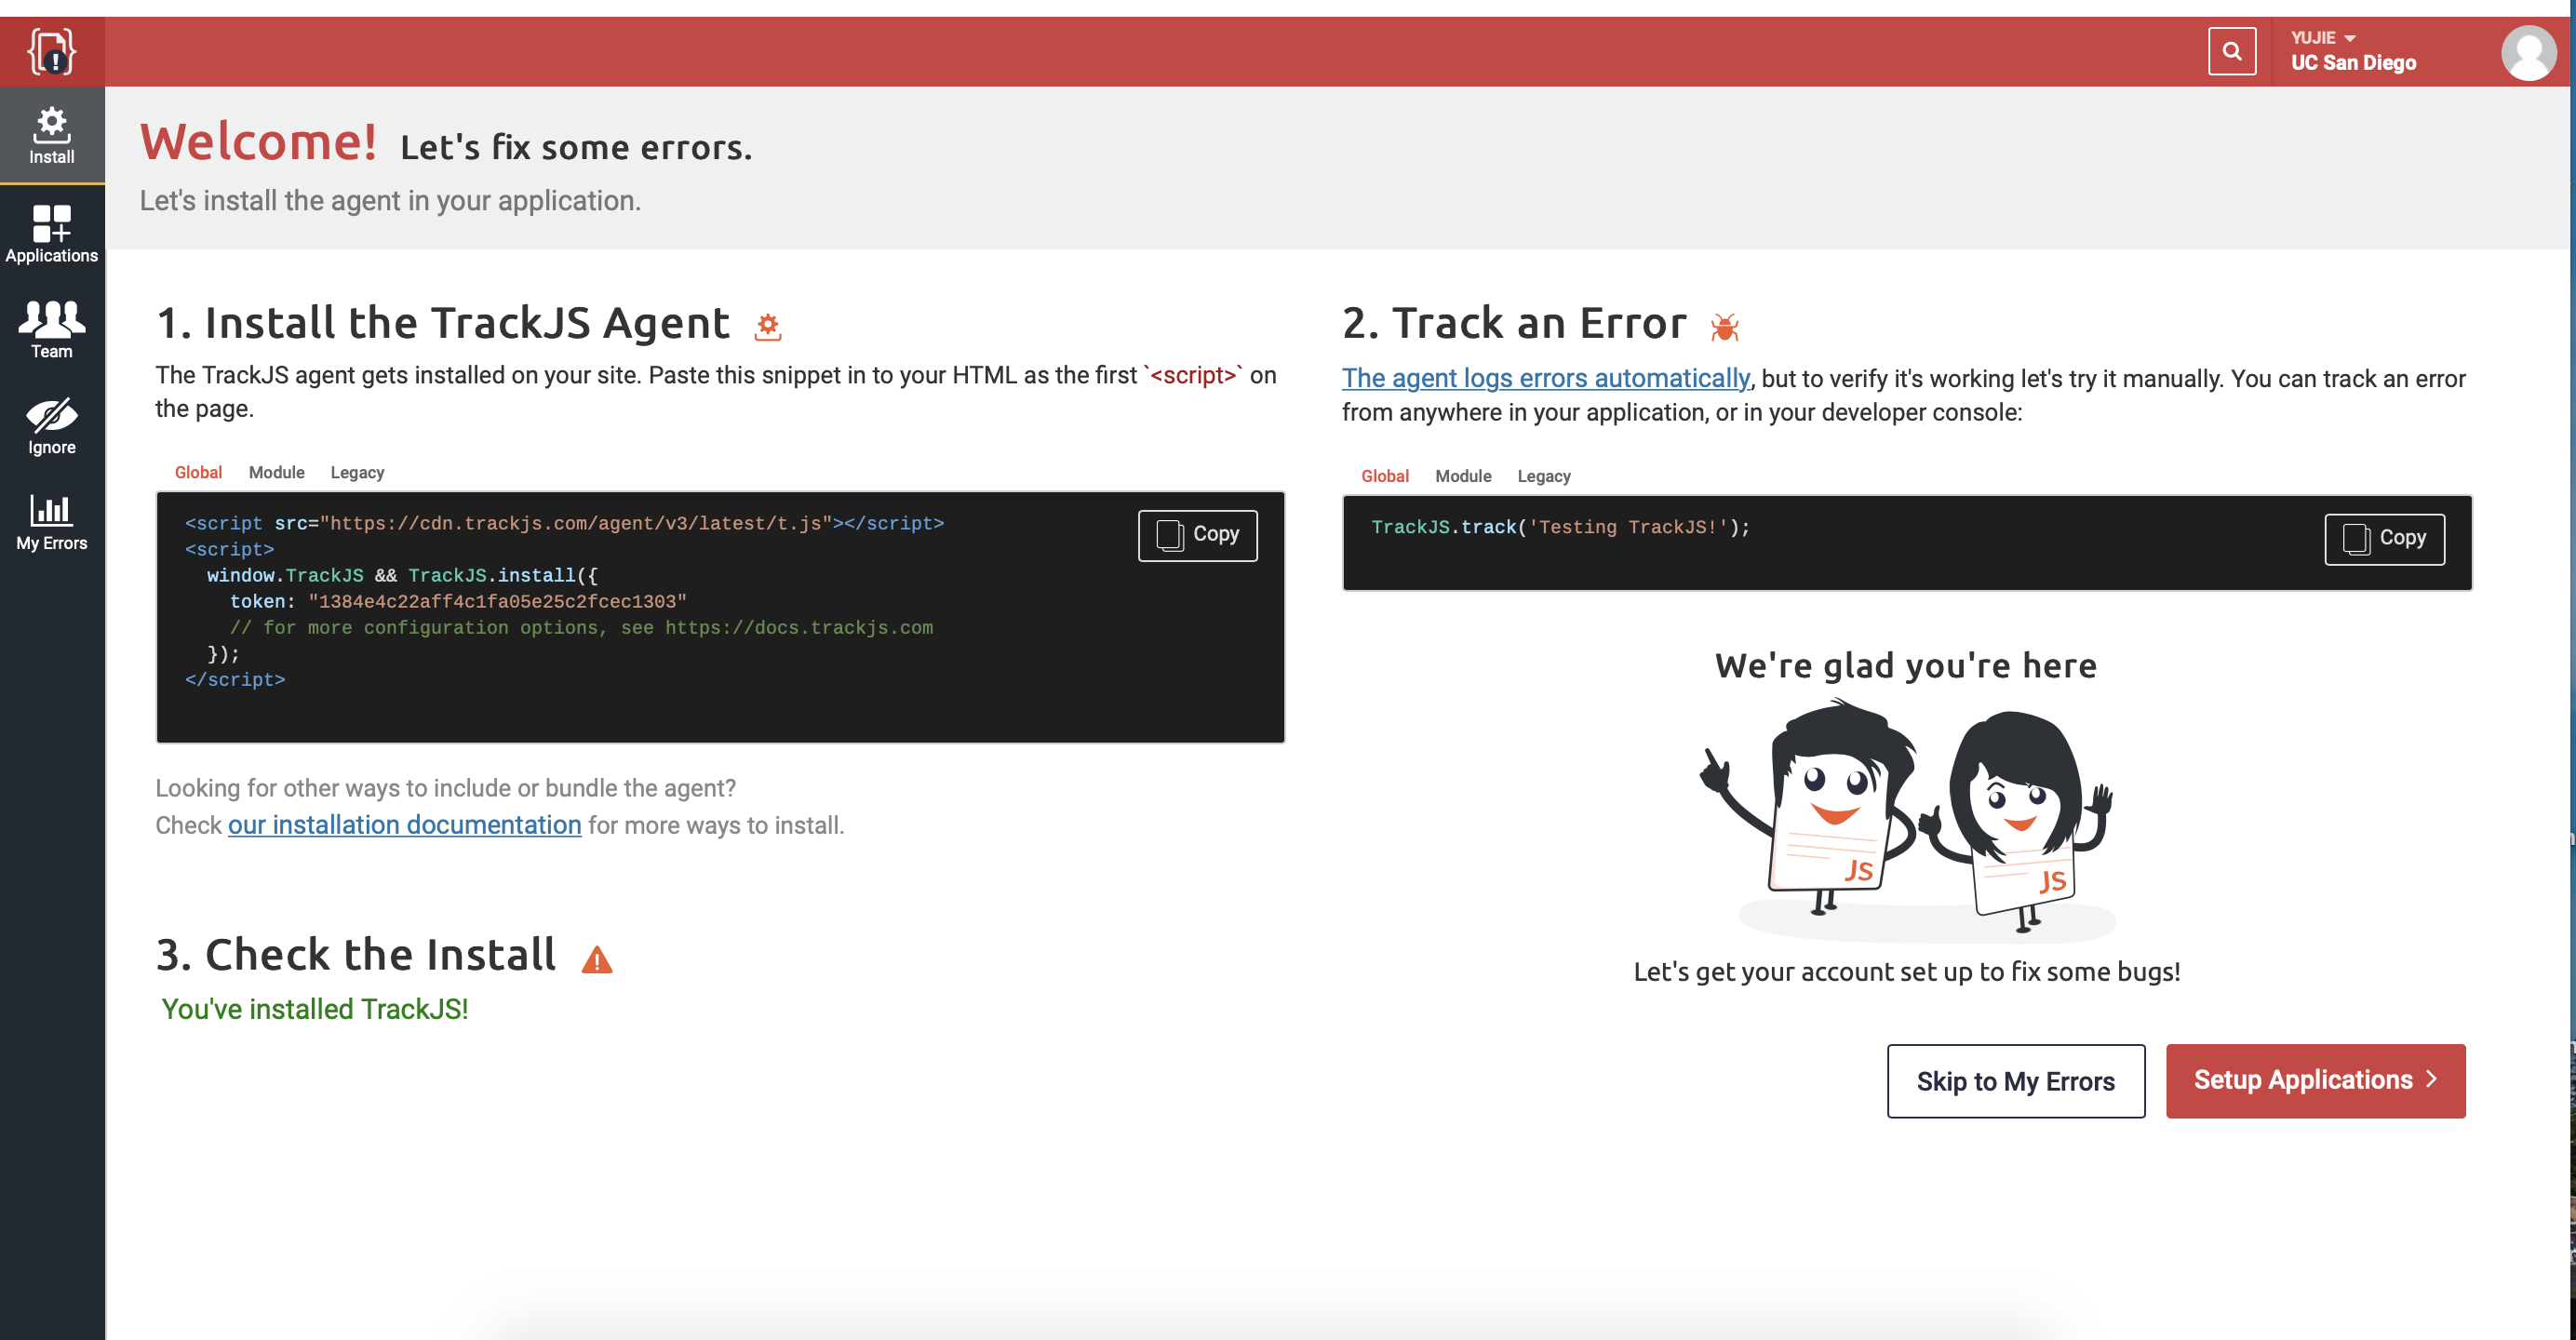 YUJIE
UC San Diego
Install
Applications
Team
Ignore
My Errors
Welcome! Let's fix some errors.
Let's install the agent in your application.
1. Install the TrackJS Agent
The TrackJS agent gets installed on your site. Paste this snippet in to your HTML as the first `<script>` on
the page.
Global Module Legacy
<script src="https://cdn.trackjs.com/agent/v3/latest/t.js"></script>
<script>
window.TrackJS && TrackJS.install({
token: "1384e4c22aff4c1fa05e25c2fcec1303"
// for more configuration options, see https://docs.trackjs.com
});
</script>
Copy
Looking for other ways to include or bundle the agent?
Check our installation documentation for more ways to install.
2. Track an Error
The agent logs errors automatically, but to verify it's working let's try it manually. You can track an error
from anywhere in your application, or in your developer console:
Global Module Legacy
TrackJS.track('Testing TrackJS!');
Copy
We're glad you're here
JS
JS
Let's get your account set up to fix some bugs!
3. Check the Install
You've installed TrackJS!
Skip to My Errors
Setup Applications